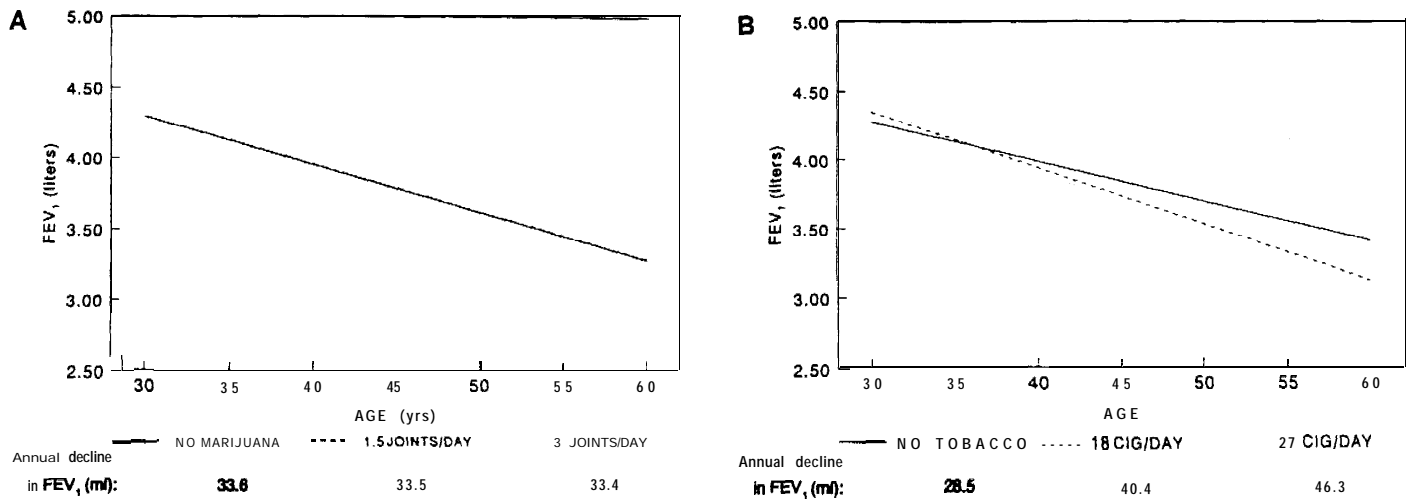 A
5.00
4.50
4.00
3.50
3.00
2.50
FEV₁ (liters)
30 35 40 45 50 55 60
AGE (yrs)
NO MARIJUANA 1.5 JOINTS/DAY 3 JOINTS/DAY
Annual decline
in FEV₁ (ml): 33.6 33.5 33.4
B
5.00
4.50
4.00
3.50
3.00
2.50
FEV₁ (liters)
30 35 40 45 50 55 60
AGE
NO TOBACCO 18 CIG/DAY 27 CIG/DAY
Annual decline
in FEV₁ (ml): 28.5 40.4 46.3